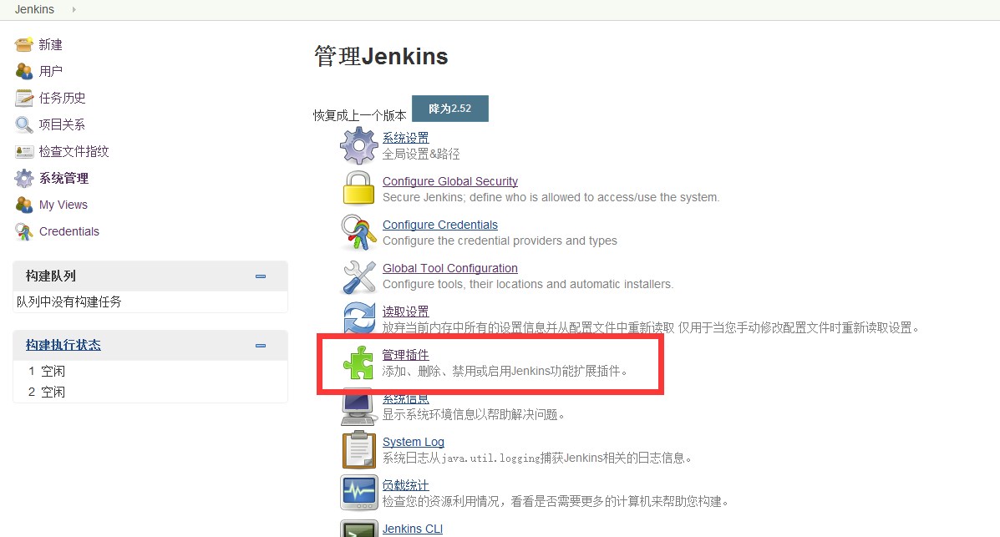 Jenkins
新建
用户
任务历史
项目关系
检查文件指纹
系统管理
My Views
Credentials
构建队列
队列中没有构建任务
构建执行状态
1 空闲
2 空闲
管理Jenkins
恢复成上一个版本 降为2.52
系统设置
全局设置&路径
Configure Global Security
Secure Jenkins; define who is allowed to access/use the system.
Configure Credentials
Configure the credential providers and types
Global Tool Configuration
Configure tools, their locations and automatic installers.
读取设置
放弃当前内存中所有的设置信息并从配置文件中重新读取 仅用于当您手动修改配置文件时重新读取设置。
管理插件
添加、删除、禁用或启用Jenkins功能扩展插件。
系统信息
显示系统环境信息以帮助解决问题。
System Log
系统日志从java.util.logging捕获Jenkins相关的日志信息。
负载统计
检查您的资源利用情况，看看是否需要更多的计算机来帮助您构建。
Jenkins CLI